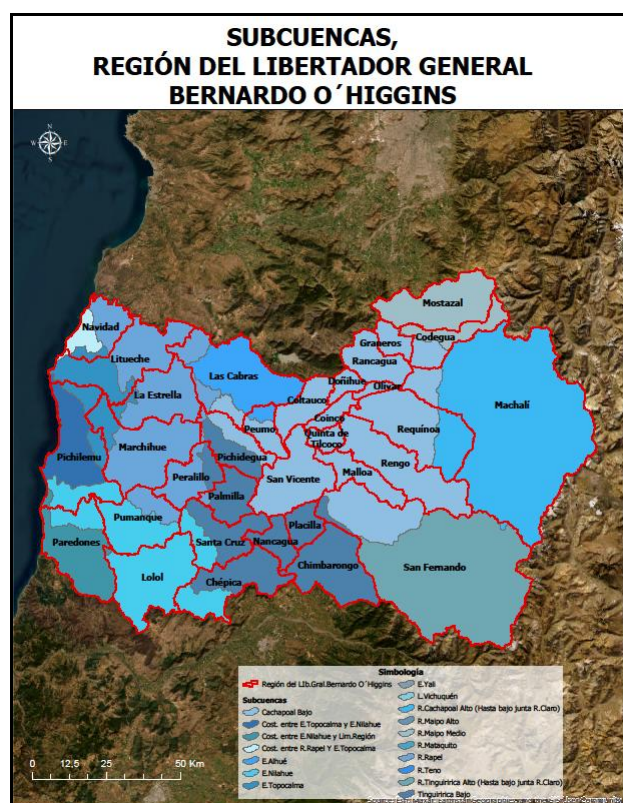 SUBCUENCAS,
REGIÓN DEL LIBERTADOR GENERAL
BERNARDO O´HIGGINS
N
W E
S
Mostazal
Navidad
Graneros
Codegua
Litueche
Rancagua
Las Cabras
Doñihue
Olivar
La Estrella
Coltauco
Machalí
Coinco
Peumo
Requínoa
Quinta de
Tilcoco
Marchihue
Pichilemu
Pichidegua
Rengo
Malloa
Peralillo
San Vicente
Palmilla
Pumanque
Placilla
Paredones
Santa Cruz
Nancagua
Chimbarongo
San Fernando
Lolol
Chépica
Simbología
Región del LIb.Gral.Bernardo O´Higgins
Subcuencas
Cachapoal Bajo
Cost. entre E.Topocalma y E.Nilahue
Cost. entre E.Nilahue y Lim.Región
Cost. entre R.Rapel Y E.Topocalma
E.Alhué
E.Nilahue
E.Topocalma
E.Yali
L.Vichuquén
R.Cachapoal Alto (Hasta bajo junta R.Claro)
R.Maipo Alto
R.Maipo Medio
R.Mataquito
R.Rapel
R.Teno
R.Tinguiririca Alto (Hasta bajo junta R.Claro)
Tinguiririca Bajo
0 12,5 25 50 Km